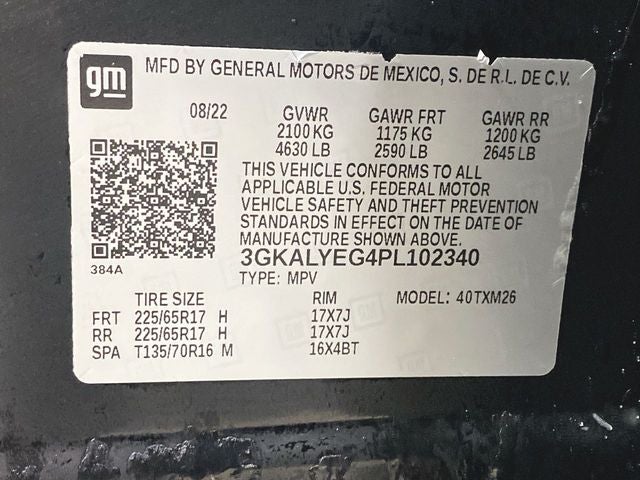 gm
MFD BY GENERAL MOTORS DE MEXICO, S. DE R.L. DE C.V.
08/22 GVWR GAWR FRT GAWR RR
2100 KG 1175 KG 1200 KG
4630 LB 2590 LB 2645 LB
THIS VEHICLE CONFORMS TO ALL
APPLICABLE U.S. FEDERAL MOTOR
VEHICLE SAFETY AND THEFT PREVENTION
STANDARDS IN EFFECT ON THE DATE OF
MANUFACTURE SHOWN ABOVE.
3GKALYEG4PL102340
384A
TYPE: MPV
TIRE SIZE RIM MODEL: 40TXM26
FRT 225/65R17 H 17X7J
RR 225/65R17 H 17X7J
SPA T135/70R16 M 16X4BT